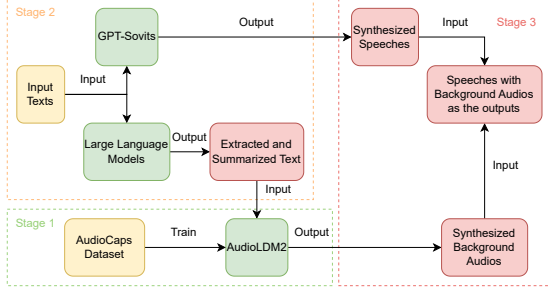 Stage 2
GPT-Sovits
Output
Synthesized
Speeches
Input
Stage 3
Input
Texts
Input
Speeches with
Background Audios
as the outputs
Large Language
Models
Output
Extracted and
Summarized Text
Input
Input
Stage 1
AudioCaps
Dataset
Train
AudioLDM2
Output
Synthesized
Background
Audios